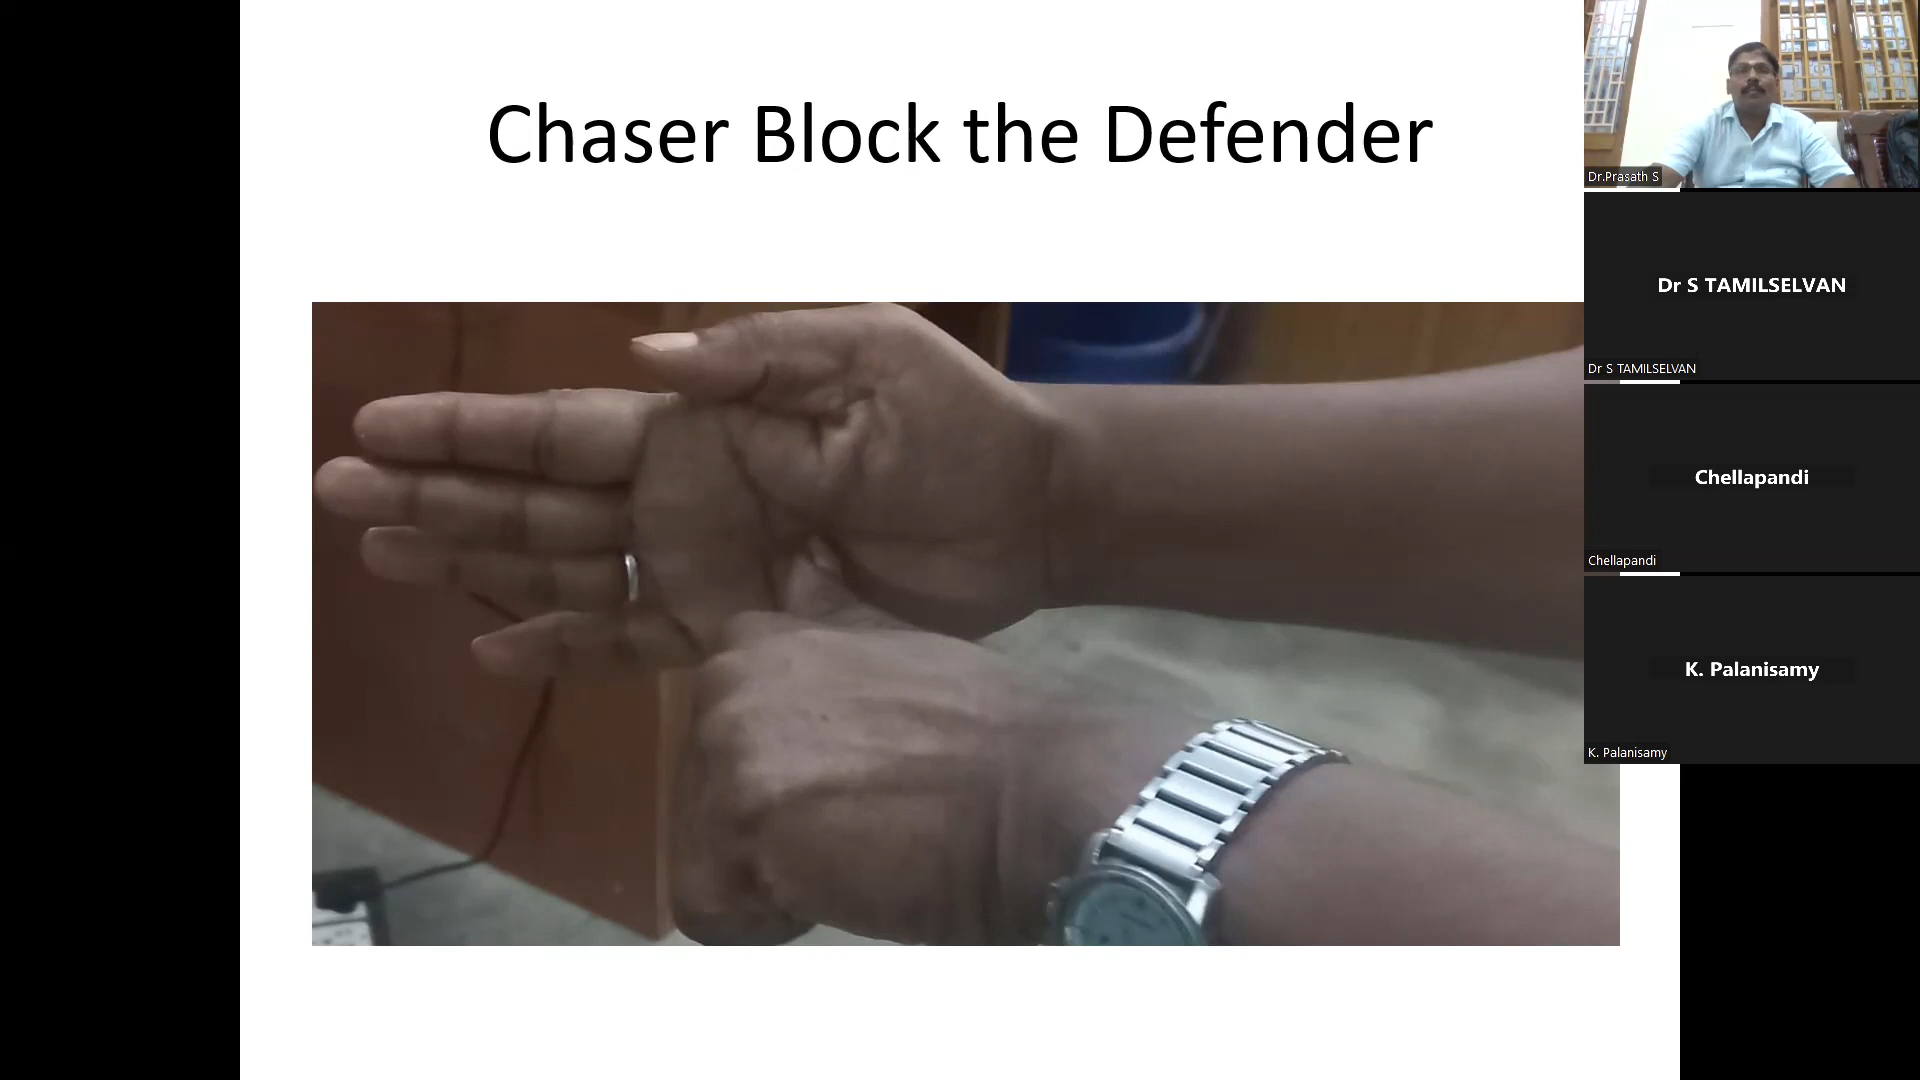 Chaser Block the Defender
Dr.Prasath S
Dr S TAMILSELVAN
Dr S TAMILSELVAN
Chellapandi
Chellapandi
K. Palanisamy
K. Palanisamy